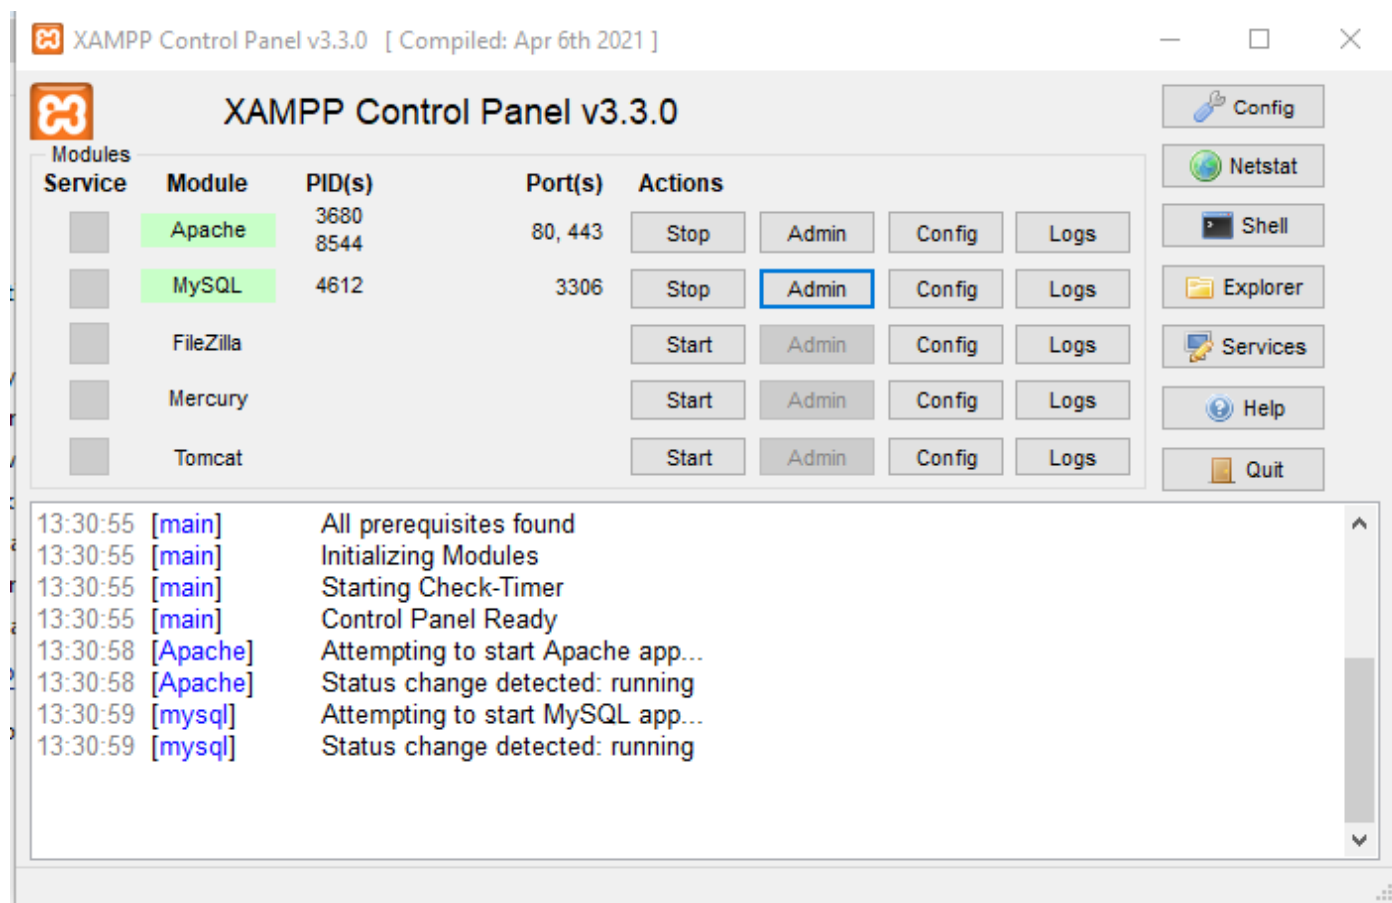 XAMPP Control Panel v3.3.0 [ Compiled: Apr 6th 2021 ]
XAMPP Control Panel v3.3.0
Config
Modules
Service Module PID(s) Port(s) Actions
Netstat
Apache 3680 8544 80, 443 Stop Admin Config Logs
Shell
MySQL 4612 3306 Stop Admin Config Logs
Explorer
FileZilla Start Admin Config Logs
Services
Mercury Start Admin Config Logs
Help
Tomcat Start Admin Config Logs
Quit
13:30:55 [main] All prerequisites found
13:30:55 [main] Initializing Modules
13:30:55 [main] Starting Check-Timer
13:30:55 [main] Control Panel Ready
13:30:58 [Apache] Attempting to start Apache app...
13:30:58 [Apache] Status change detected: running
13:30:59 [mysql] Attempting to start MySQL app...
13:30:59 [mysql] Status change detected: running